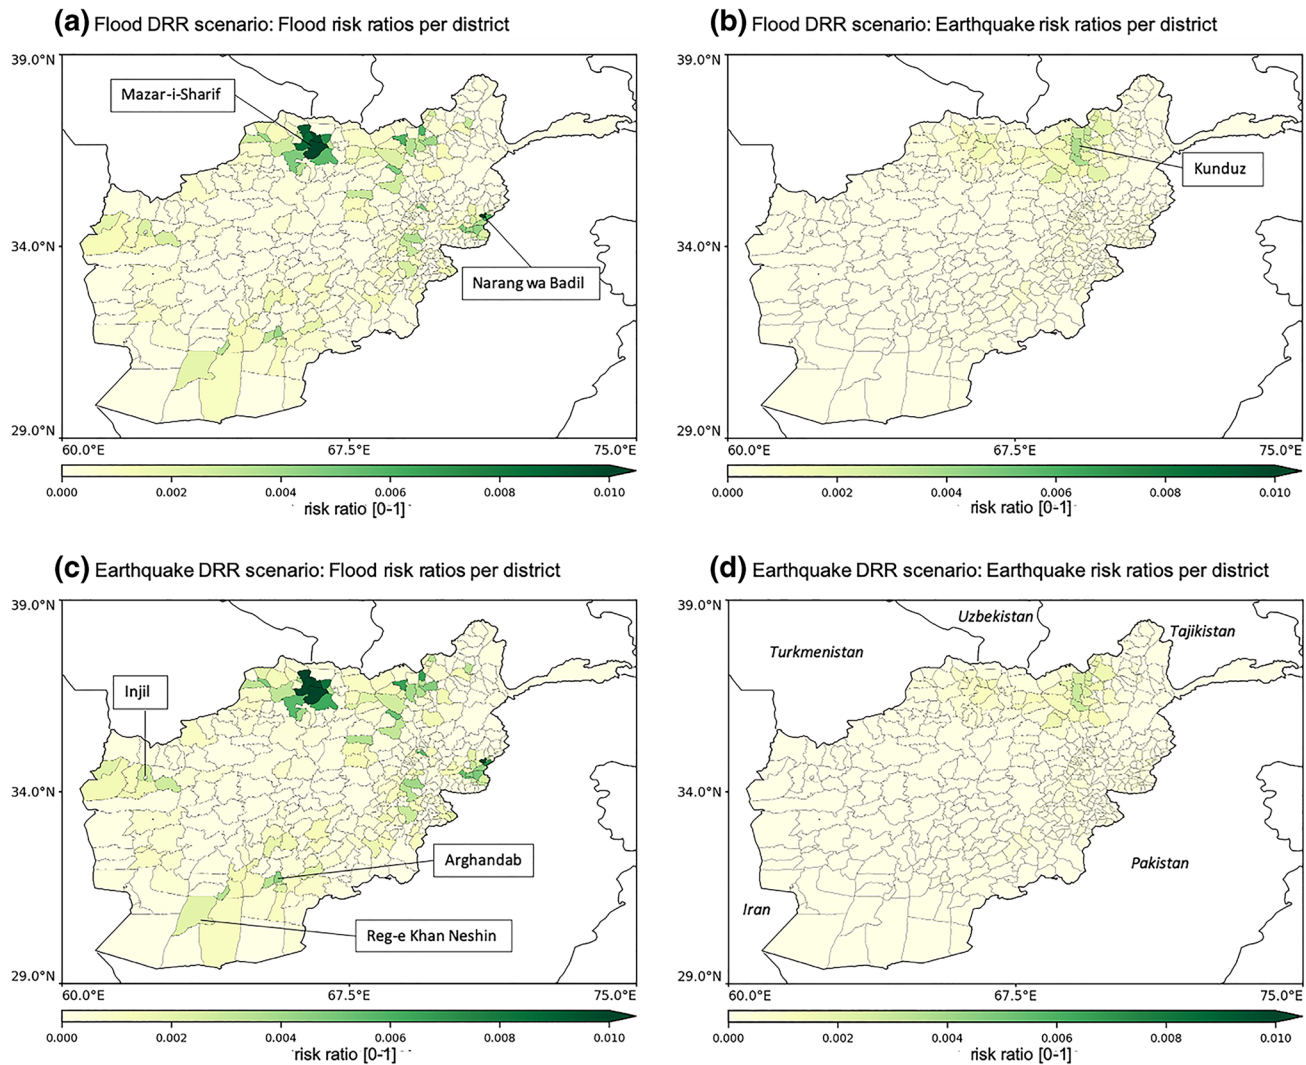 (a) Flood DRR scenario: Flood risk ratios per district
39.0°N
Mazar-i-Sharif
34.0°N
Narang wa Badil
29.0°N
60.0°E 67.5°E 75.0°E
0.000 0.002 0.004 0.006 0.008 0.010
risk ratio [0-1]
(b) Flood DRR scenario: Earthquake risk ratios per district
39.0°N
Kunduz
34.0°N
29.0°N
60.0°E 67.5°E 75.0°E
0.000 0.002 0.004 0.006 0.008 0.010
risk ratio [0-1]
(c) Earthquake DRR scenario: Flood risk ratios per district
39.0°N
Injil
34.0°N
Arghandab
Reg-e Khan Neshin
29.0°N
60.0°E 67.5°E 75.0°E
0.000 0.002 0.004 0.006 0.008 0.010
risk ratio [0-1]
(d) Earthquake DRR scenario: Earthquake risk ratios per district
39.0°N
Uzbekistan
Tajikistan
Turkmenistan
34.0°N
Pakistan
Iran
29.0°N
60.0°E 67.5°E 75.0°E
0.000 0.002 0.004 0.006 0.008 0.010
risk ratio [0-1]